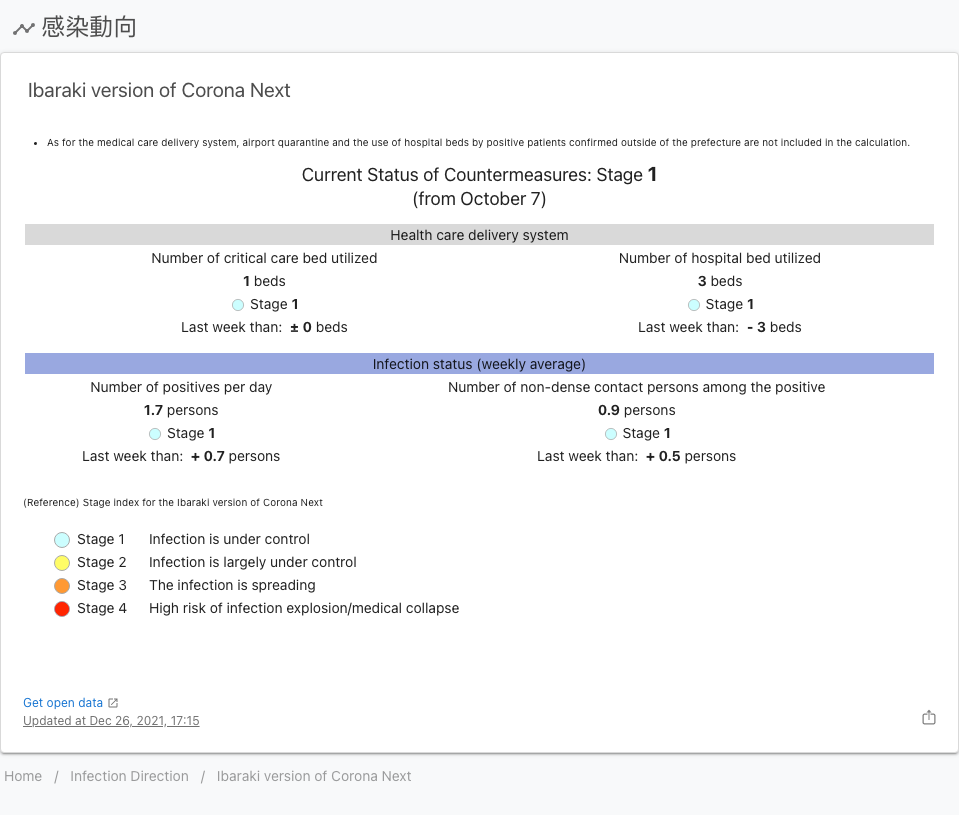 感染動向
Ibaraki version of Corona Next
• As for the medical care delivery system, airport quarantine and the use of hospital beds by positive patients confirmed outside of the prefecture are not included in the calculation.
Current Status of Countermeasures: Stage 1
(from October 7)
Health care delivery system
Number of critical care bed utilized
1 beds
Stage 1
Last week than: ± 0 beds
Number of hospital bed utilized
3 beds
Stage 1
Last week than: - 3 beds
Infection status (weekly average)
Number of positives per day
1.7 persons
Stage 1
Last week than: + 0.7 persons
Number of non-dense contact persons among the positive
0.9 persons
Stage 1
Last week than: + 0.5 persons
(Reference) Stage index for the Ibaraki version of Corona Next
Stage 1 Infection is under control
Stage 2 Infection is largely under control
Stage 3 The infection is spreading
Stage 4 High risk of infection explosion/medical collapse
Get open data
Updated at Dec 26, 2021, 17:15
Home / Infection Direction / Ibaraki version of Corona Next